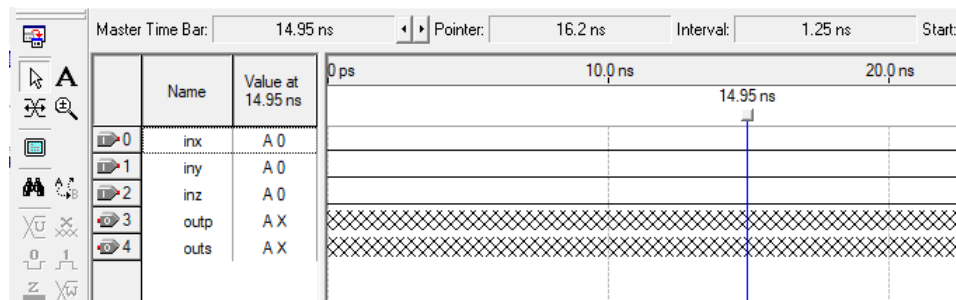 Master Time Bar: 14.95 ns Pointer: 16.2 ns Interval: 1.25 ns Start:
A
Name Value at 14.95 ns
0 ps 10.0 ns 20.0 ns
14.95 ns
0 inx A 0
1 iny A 0
2 inz A 0
3 outp A X
4 outs A X